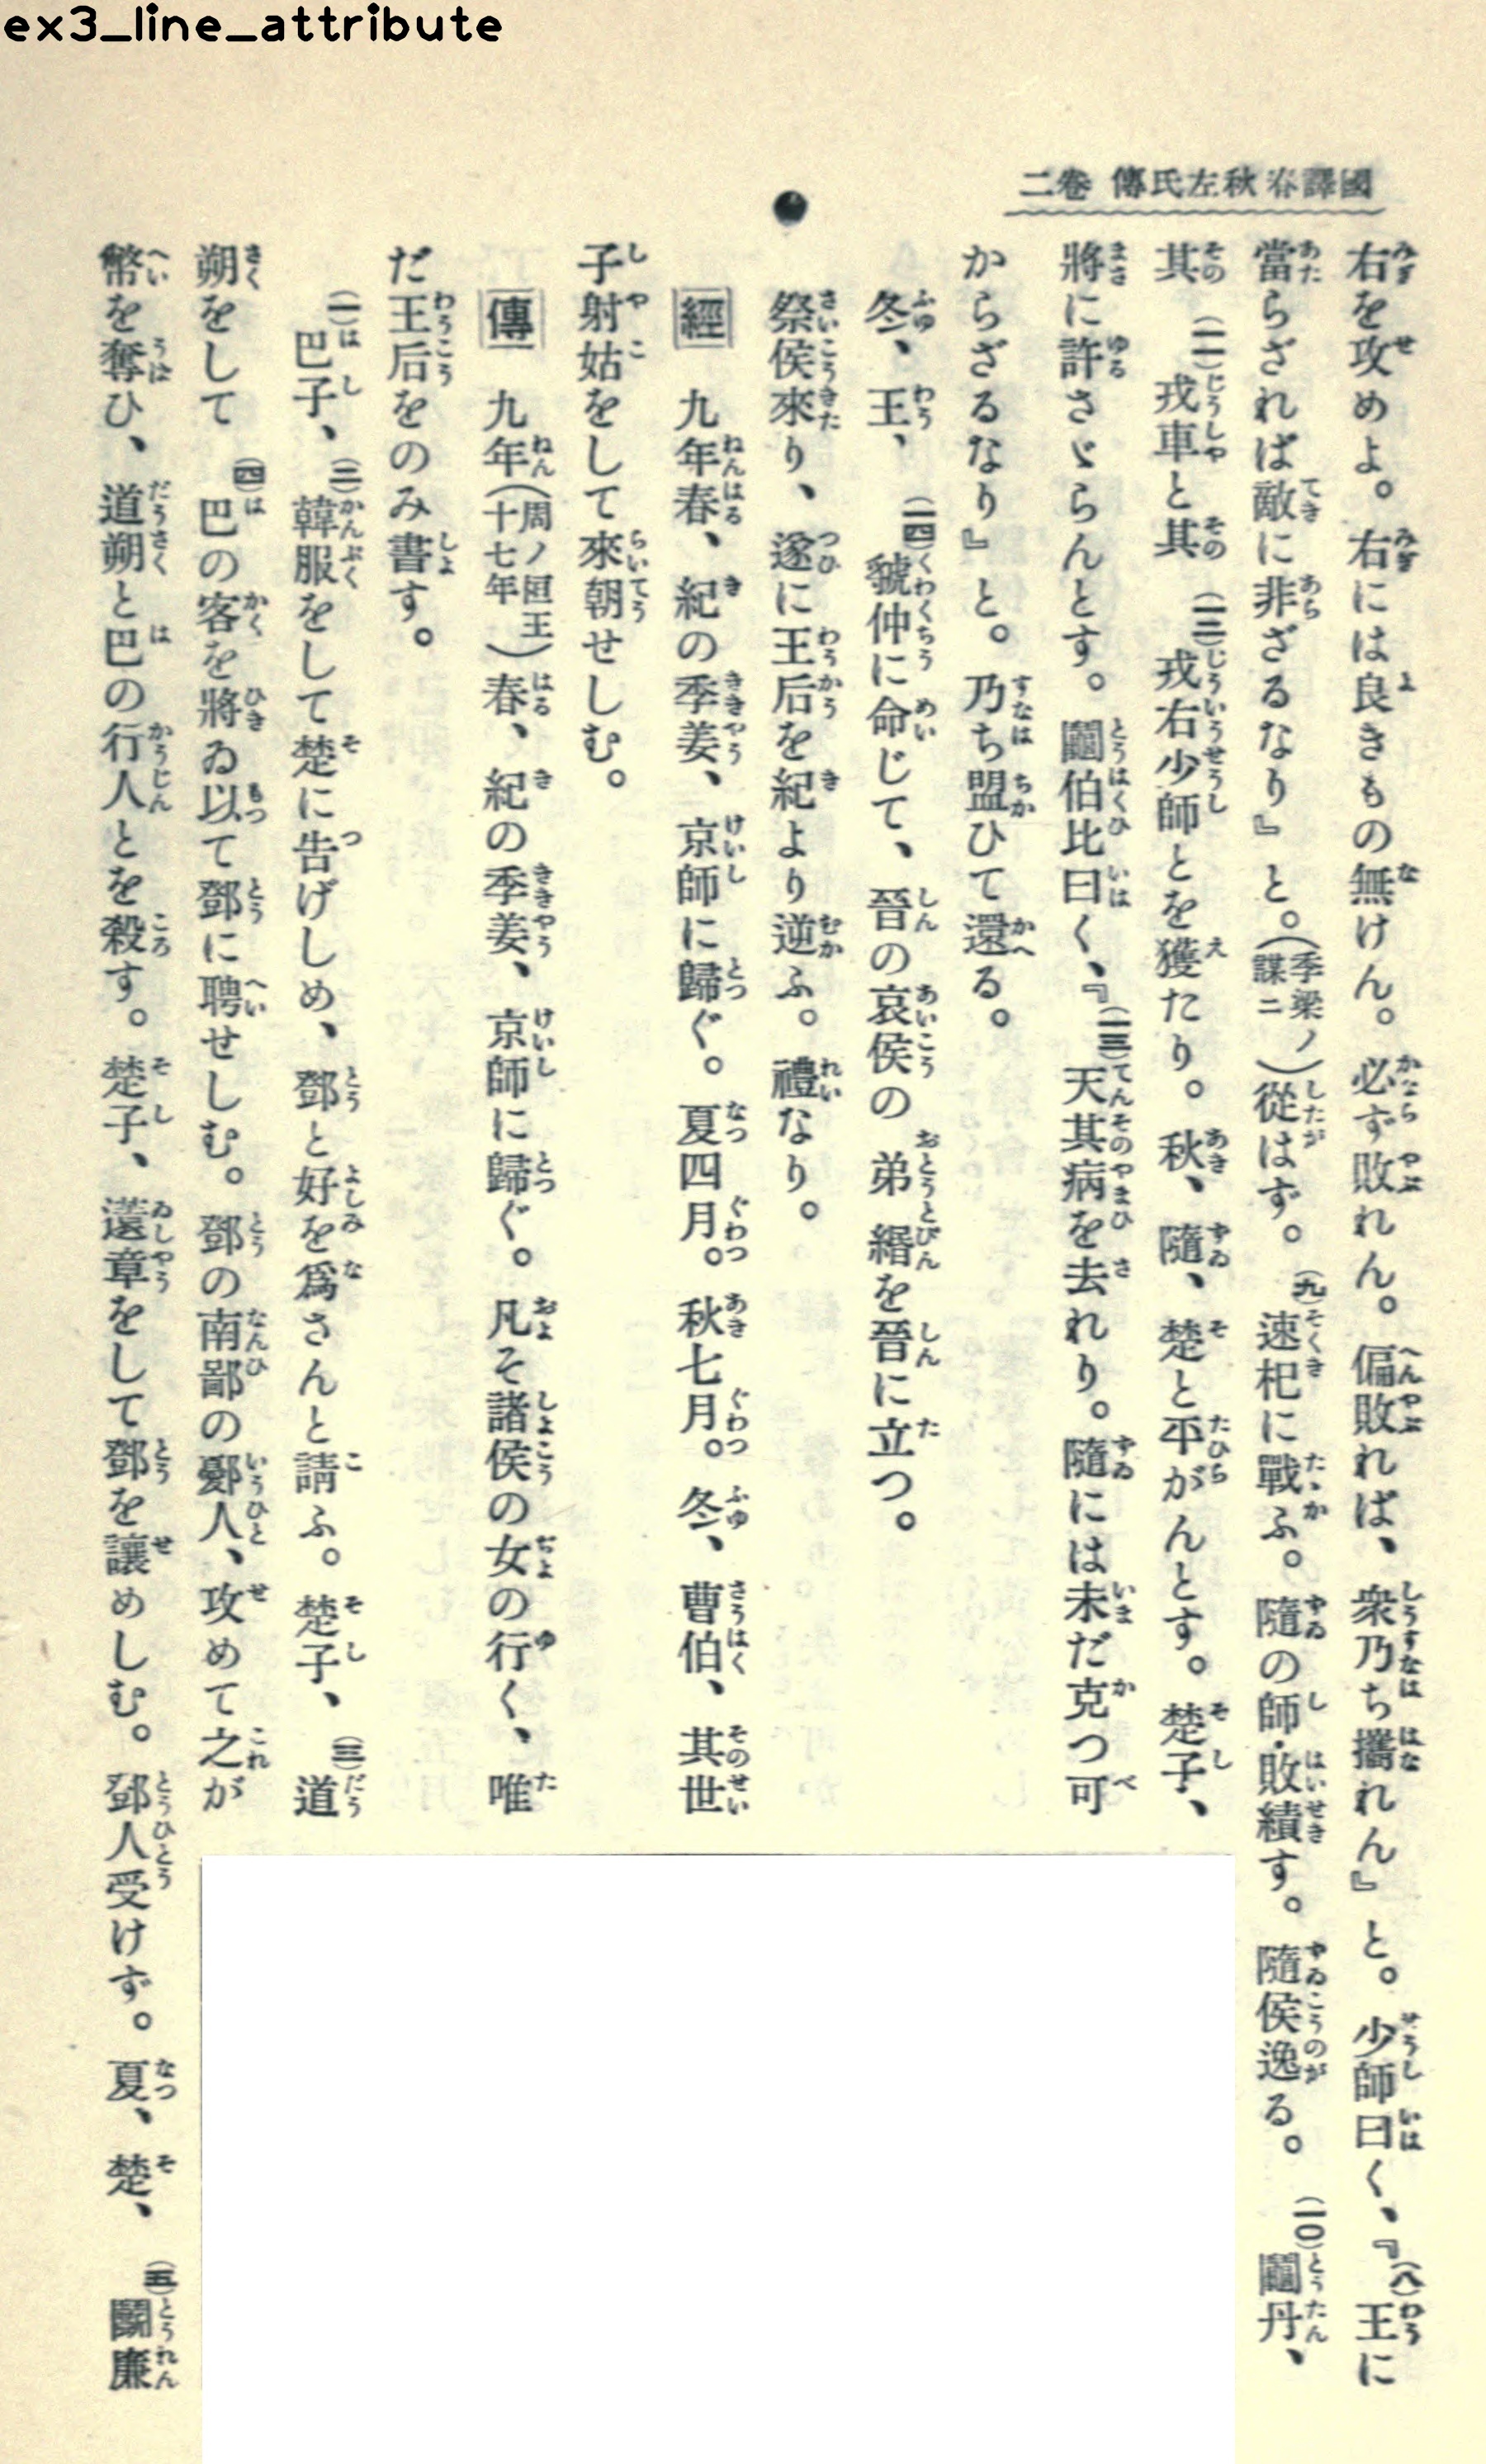 ex3_line_attribute
國譯春秋左氏傳 卷二
右を攻めよ。右には良きもの無けん。必ず敗れん。偏敗れば、衆乃ち攜れん』と。少師曰く、『(八)王に
當らざれば敵に非ざるなり』と。(季梁ノ謀ニ)從はず。(九)速杞に戰ふ。隨の師・敗績す。隨侯逸る。(一〇)鬭丹、
其(一一)戎車と其(一二)戎右少師とを獲たり。秋、隨、楚と平がんとす。楚子、
將に許さゞらんとす。鬭伯比曰く、『(一三)天其病を去れり。隨には未だ克つ可
からざるなり』と。乃ち盟ひて還る。
冬、王、(一四)虢仲に命じて、晉の哀侯の弟緡を晉に立つ。
祭侯來り、遂に王后を紀より逆ふ。禮なり。
經 九年春、紀の季姜、京師に歸ぐ。夏四月。秋七月。冬、曹伯、其世
子射姑をして來朝せしむ。
傳 九年(周ノ桓王十七年)春、紀の季姜、京師に歸ぐ。凡そ諸侯の女の行く、唯
だ王后をのみ書す。
(一)巴子、(二)韓服をして楚に告げしめ、鄧と好を爲さんと請ふ。楚子、(三)道
朔をして(四)巴の客を將ゐ以て鄧に聘せしむ。鄧の南鄙の鄾人、攻めて之が
幣を奪ひ、道朔と巴の行人とを殺す。楚子、薳章をして鄧を讓めしむ。鄧人受けず。夏、楚、(五)鬭廉